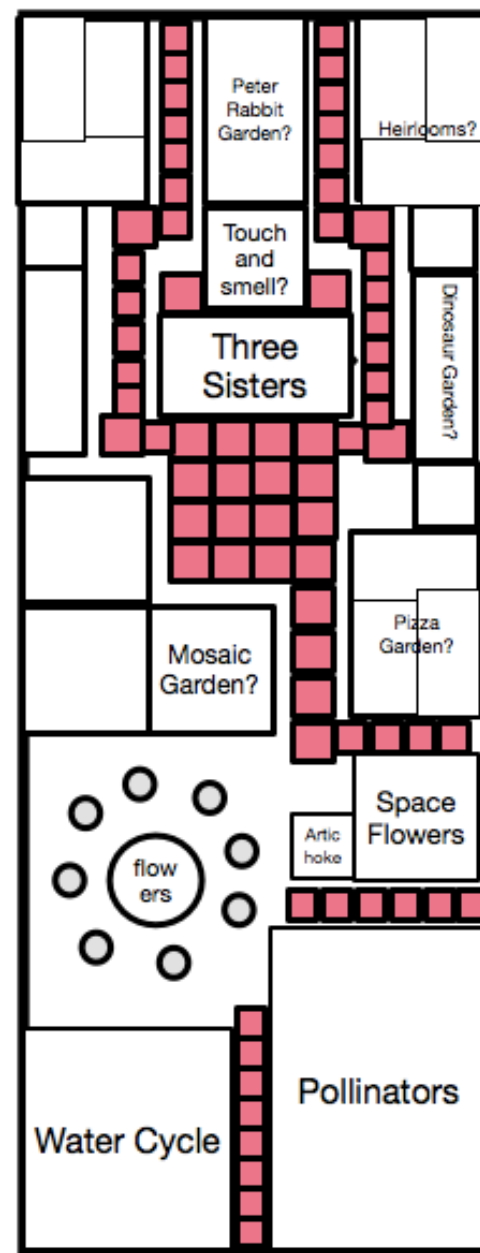 Peter
Rabbit
Garden?
Heirlooms?
Touch
and
smell?
Three
Sisters
Dinosaur Garden?
Pizza
Garden?
Mosaic
Garden?
Space
Flowers
Artic
hoke
flow
ers
Pollinators
Water Cycle